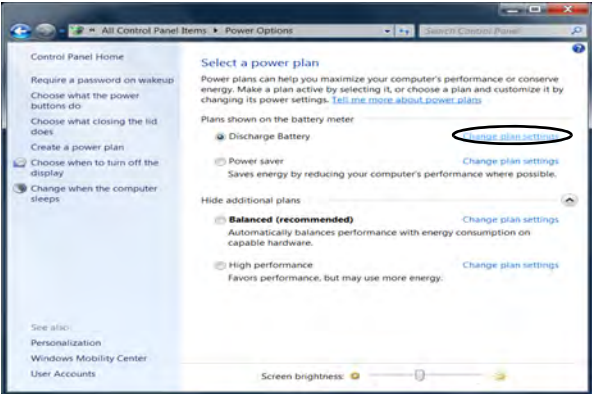 « All Control Panel Items ▸ Power Options
Search Control Panel
Control Panel Home
Require a password on wakeup
Choose what the power
buttons do
Choose what closing the lid
does
Create a power plan
Choose when to turn off the
display
Change when the computer
sleeps
See also
Personalization
Windows Mobility Center
User Accounts
Select a power plan
Power plans can help you maximize your computer's performance or conserve
energy. Make a plan active by selecting it, or choose a plan and customize it by
changing its power settings. Tell me more about power plans
Plans shown on the battery meter
Discharge Battery Change plan settings
Power saver Change plan settings
Saves energy by reducing your computer's performance where possible.
Hide additional plans
Balanced (recommended) Change plan settings
Automatically balances performance with energy consumption on
capable hardware.
High performance Change plan settings
Favors performance, but may use more energy.
Screen brightness: